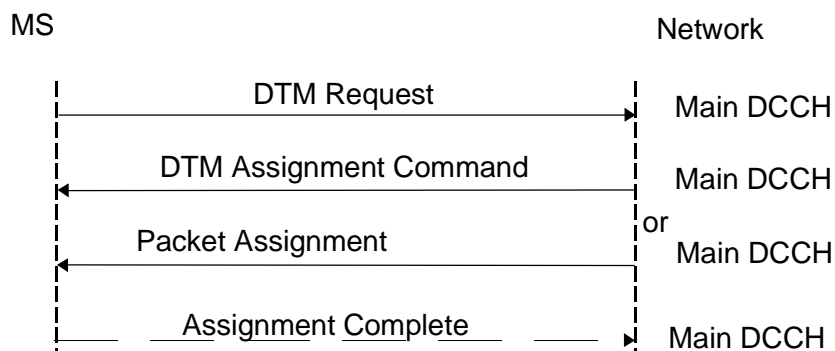 MS
Network
DTM Request
Main DCCH
DTM Assignment Command
Main DCCH
or
Packet Assignment
Main DCCH
Assignment Complete
Main DCCH